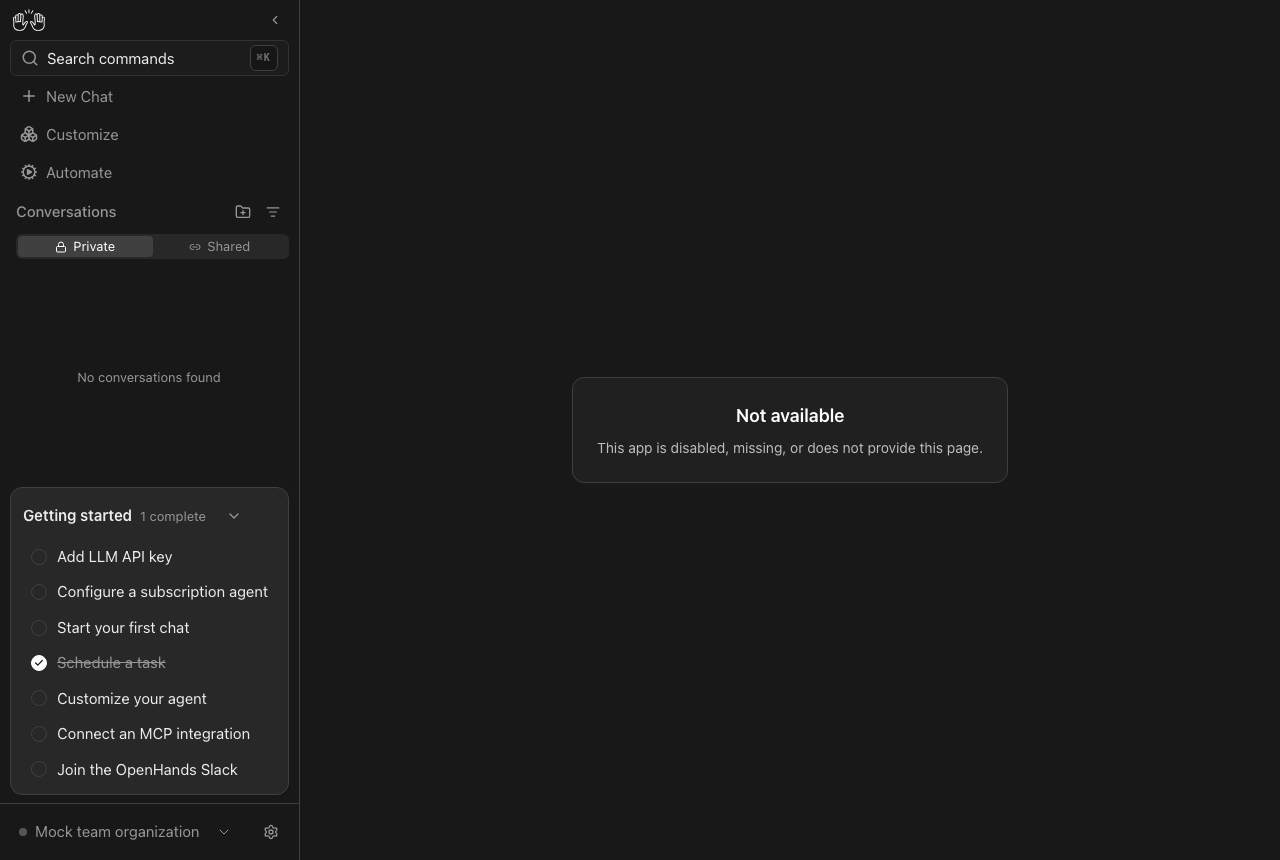 Search commands
⌘K
New Chat
Customize
Automate
Conversations
Private
Shared
No conversations found
Getting started 1 complete
Add LLM API key
Configure a subscription agent
Start your first chat
Schedule a task
Customize your agent
Connect an MCP integration
Join the OpenHands Slack
Mock team organization
Not available
This app is disabled, missing, or does not provide this page.